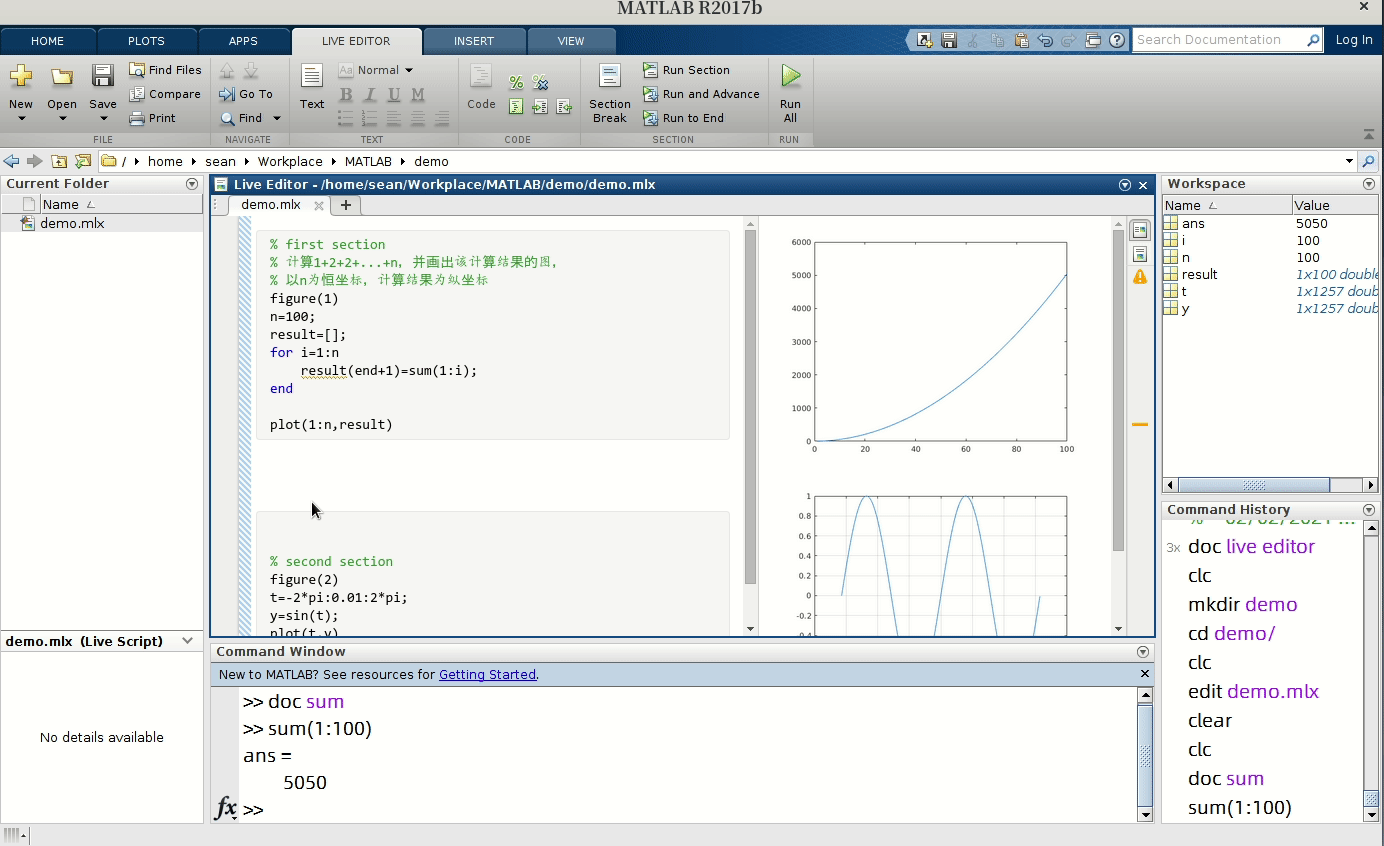 MATLAB R2017b
HOME PLOTS APPS LIVE EDITOR INSERT VIEW
Search Documentation
Log In
New
Open
Save
Find Files
Compare
Print
FILE
Go To
Find
NAVIGATE
Text
Aa Normal
B I U M
TEXT
Code
CODE
Section
Break
Run Section
Run and Advance
Run to End
SECTION
Run
All
RUN
/ home sean Workplace MATLAB demo
Current Folder
Name
demo.mlx
demo.mlx (Live Script)
No details available
Live Editor - /home/sean/Workplace/MATLAB/demo/demo.mlx
demo.mlx
% first section
% 计算1+2+2+...+n，并画出该计算结果的图，
% 以n为恒坐标，计算结果为纵坐标
figure(1)
n=100;
result=[];
for i=1:n
result(end+1)=sum(1:i);
end
plot(1:n,result)
% second section
figure(2)
t=-2*pi:0.01:2*pi;
y=sin(t);
plot(t,y)
6000
5000
4000
3000
2000
1000
0
0 20 40 60 80 100
1
0.8
0.6
0.4
0.2
0
-0.2
-0.4
Command Window
New to MATLAB? See resources for Getting Started.
>> doc sum
>> sum(1:100)
ans =
5050
fx >>
Workspace
Name Value
ans 5050
i 100
n 100
result 1x100 double
t 1x1257 doub
y 1x1257 doub
Command History
3x doc live editor
clc
mkdir demo
cd demo/
clc
edit demo.mlx
clear
clc
doc sum
sum(1:100)